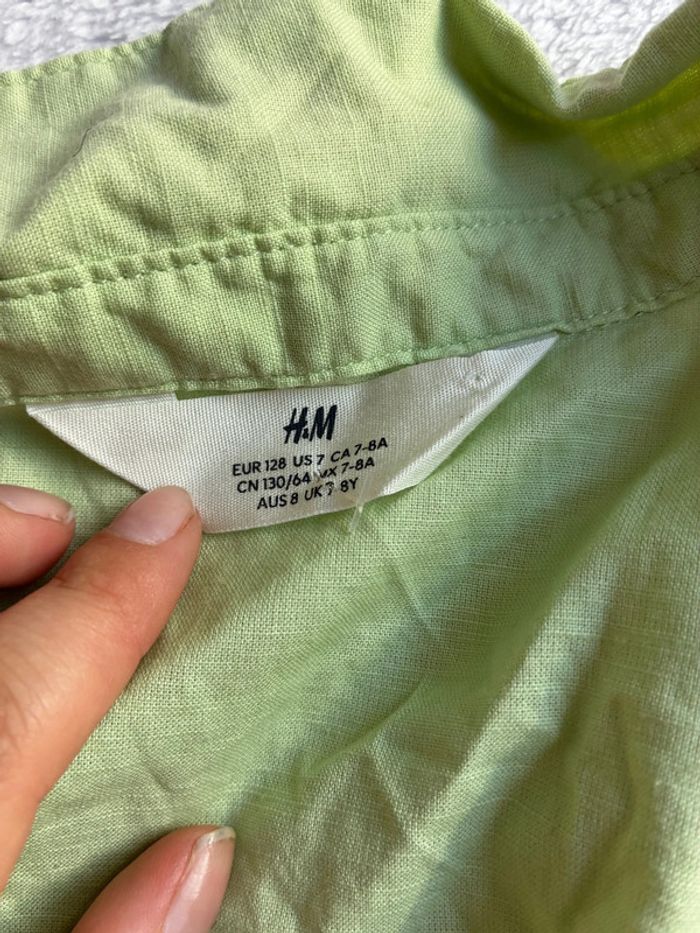 H&M
EUR 128 US 7 CA 7-8A
CN 130/64 MX 7-8A
AUS 8 UK 7-8Y